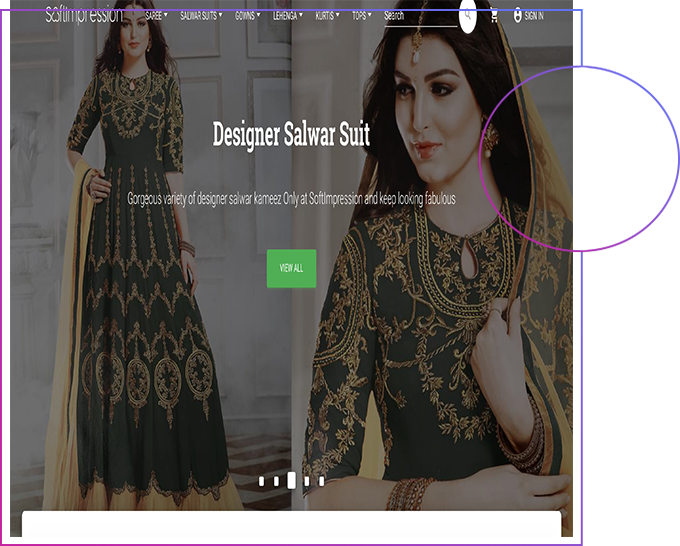 SoftImpression
SAREE SALWAR SUITS GOWNS LEHENGA KURTIS TOPS Search SIGN IN
Designer Salwar Suit
Gorgeous variety of designer salwar kameez Only at SoftImpression and keep looking fabulous
VIEW ALL